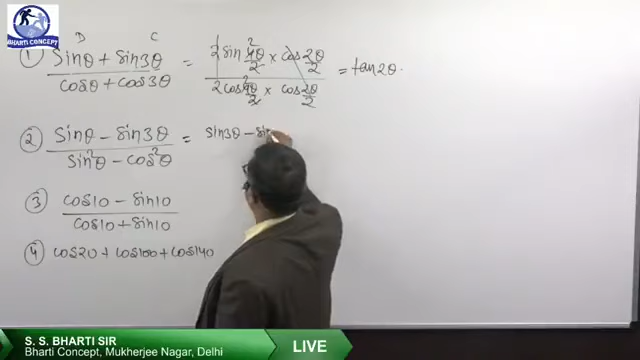 BHARTI CONCEPT
D C
① (sinθ + sin3θ)/(cosθ + cos3θ) = (2 sin 4θ/2 × cos 2θ/2)/(2 cos 4θ/2 × cos 2θ/2) = tan2θ.
② (sinθ − sin3θ)/(sin²θ − cos²θ) = sin3θ − si
③ (cos10 − sin10)/(cos10 + sin10)
④ cos20 + cos100 + cos140
S. S. BHARTI SIR
Bharti Concept, Mukherjee Nagar, Delhi
LIVE